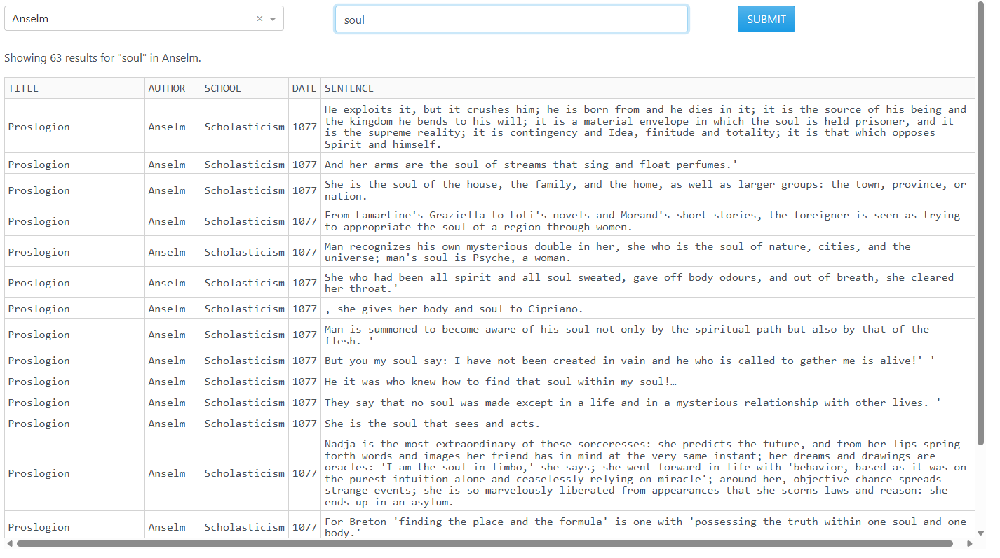 Anselm
soul
SUBMIT
Showing 63 results for "soul" in Anselm.
TITLE AUTHOR SCHOOL DATE SENTENCE
He exploits it, but it crushes him; he is born from and he dies in it; it is the source of his being and
the kingdom he bends to his will; it is a material envelope in which the soul is held prisoner, and it
Proslogion Anselm Scholasticism 1077
is the supreme reality; it is contingency and Idea, finitude and totality; it is that which opposes
Spirit and himself.
Proslogion Anselm Scholasticism 1077 And her arms are the soul of streams that sing and float perfumes.'
Proslogion Anselm Scholasticism 1077 She is the soul of the house, the family, and the home, as well as larger groups: the town, province, or
nation.
Proslogion Anselm Scholasticism 1077 From Lamartine's Graziella to Loti's novels and Morand's short stories, the foreigner is seen as trying
to appropriate the soul of a region through women.
Proslogion Anselm Scholasticism 1077 Man recognizes his own mysterious double in her, she who is the soul of nature, cities, and the
universe; man's soul is Psyche, a woman.
Proslogion Anselm Scholasticism 1077 She who had been all spirit and all soul sweated, gave off body odours, and out of breath, she cleared
her throat.'
Proslogion Anselm Scholasticism 1077 , she gives her body and soul to Cipriano.
Proslogion Anselm Scholasticism 1077 Man is summoned to become aware of his soul not only by the spiritual path but also by that of the
flesh. '
Proslogion Anselm Scholasticism 1077 But you my soul say: I have not been created in vain and he who is called to gather me is alive!' '
Proslogion Anselm Scholasticism 1077 He it was who knew how to find that soul within my soul!…
Proslogion Anselm Scholasticism 1077 They say that no soul was made except in a life and in a mysterious relationship with other lives. '
Proslogion Anselm Scholasticism 1077 She is the soul that sees and acts.
Nadja is the most extraordinary of these sorceresses: she predicts the future, and from her lips spring
forth words and images her friend has in mind at the very same instant; her dreams and drawings are
oracles: 'I am the soul in limbo,' she says; she went forward in life with 'behavior, based as it was on
Proslogion Anselm Scholasticism 1077
the purest intuition alone and ceaselessly relying on miracle'; around her, objective chance spreads
strange events; she is so marvelously liberated from appearances that she scorns laws and reason: she
ends up in an asylum.
Proslogion Anselm Scholasticism 1077 For Breton 'finding the place and the formula' is one with 'possessing the truth within one soul and one
body.'